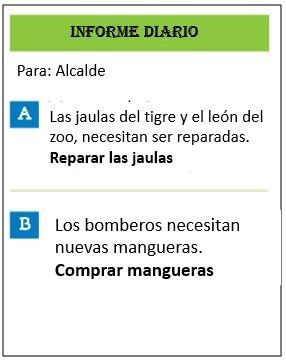 INFORME DIARIO
Para: Alcalde
A
Las jaulas del tigre y el león del
zoo, necesitan ser reparadas.
Reparar las jaulas
B
Los bomberos necesitan
nuevas mangueras.
Comprar mangueras